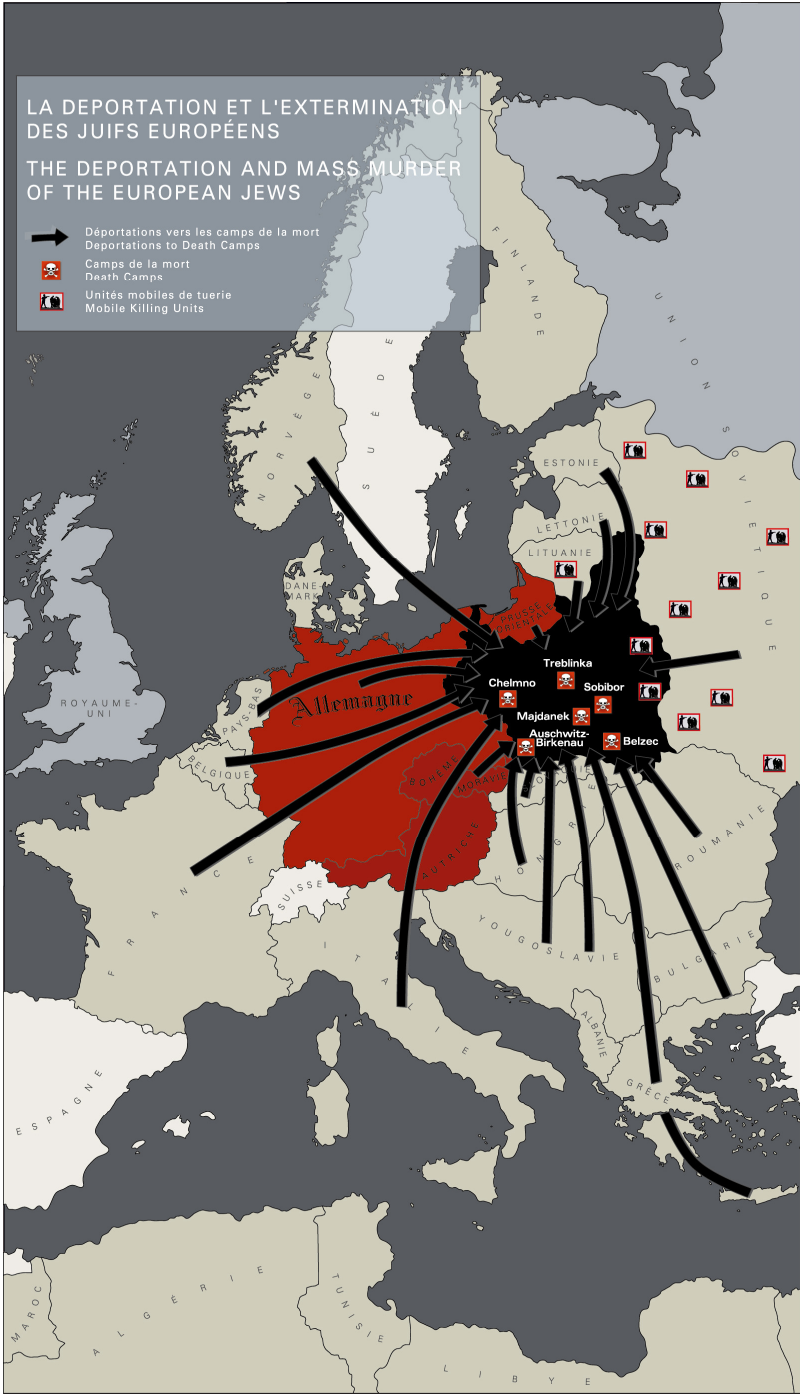 LA DEPORTATION ET L'EXTERMINATION
DES JUIFS EUROPÉENS
THE DEPORTATION AND MASS MURDER
OF THE EUROPEAN JEWS
Déportations vers les camps de la mort
Deportations to Death Camps
Camps de la mort
Death Camps
Unités mobiles de tuerie
Mobile Killing Units
FINLANDE
UNION SOVIETIQUE
NORVÉGE
SUÉDE
ESTONIE
LETTONIE
LITUANIE
DANE-
MARK
PRUSSE
ORIENTALE
Treblinka
Chelmno
Sobibor
Allemagne
Majdanek
Auschwitz-
Birkenau
Belzec
ROYAUME-
UNI
PAYS-BAS
BELGIQUE
BOHÊME
MORAVIE
AUTRICHE
HONGRIE
ROUMANIE
FRANCE
SUISSE
YOUGOSLAVIE
BULGARIE
ITALIE
ALBANIE
GRÈCE
ESPAGNE
MAROC
ALGÉRIE
TUNISIE
LIBYE